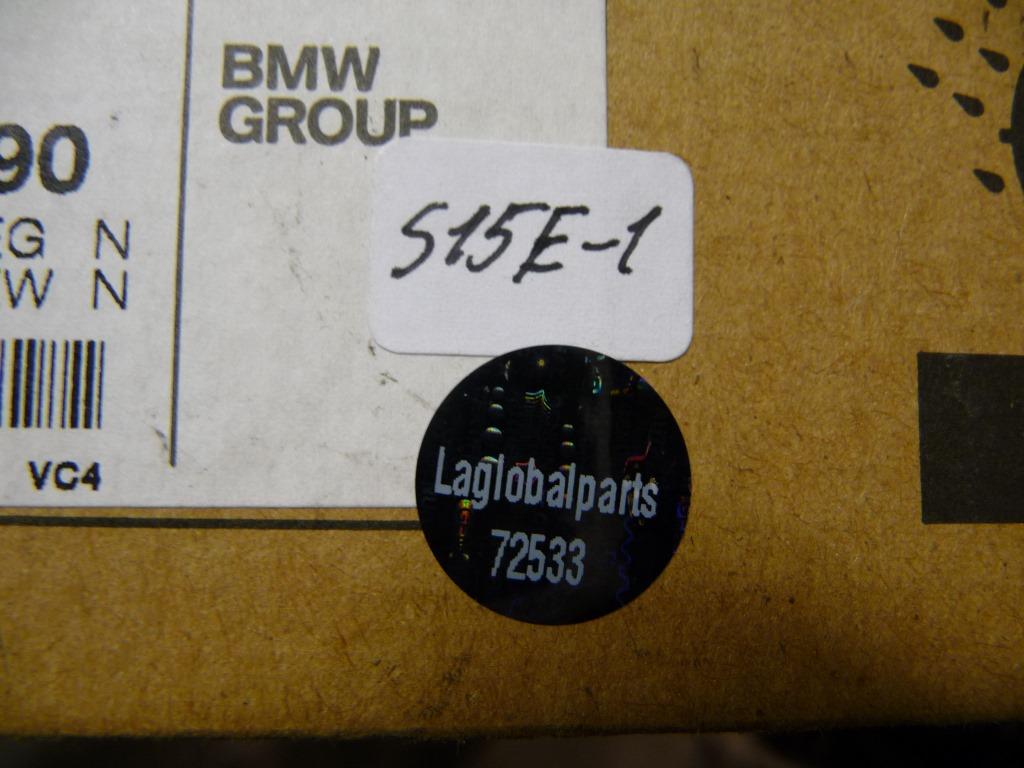 BMW
GROUP
90
EG N
W N
VC4
S15E-1
Laglobalparts
72533